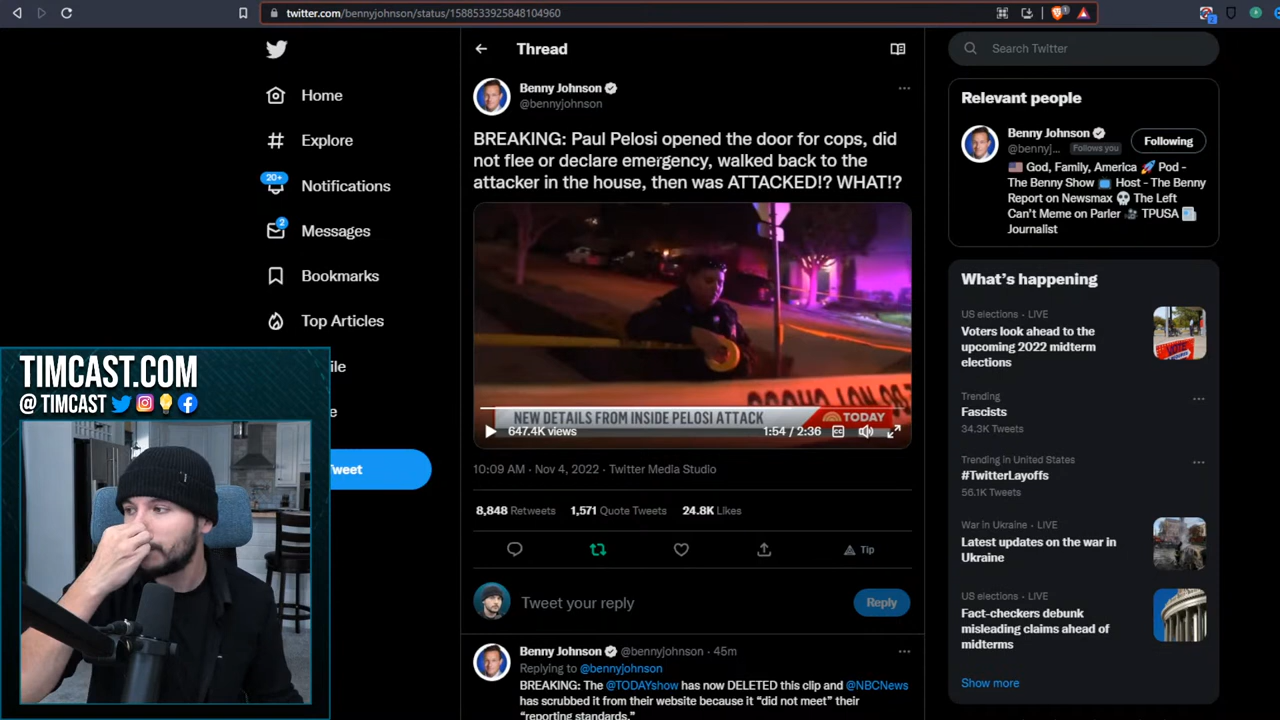 twitter.com/bennyjohnson/status/1588533925848104960
Thread
Search Twitter
Home
Explore
20+
Notifications
2
Messages
Bookmarks
Top Articles
ile
e
Tweet
Benny Johnson
@bennyjohnson
BREAKING: Paul Pelosi opened the door for cops, did
not flee or declare emergency, walked back to the
attacker in the house, then was ATTACKED!? WHAT!?
NEW DETAILS FROM INSIDE PELOSI ATTACK
TODAY
647.4K views
1:54 / 2:36
10:09 AM · Nov 4, 2022 · Twitter Media Studio
8,848 Retweets 1,571 Quote Tweets 24.8K Likes
Tip
Tweet your reply
Reply
Benny Johnson @bennyjohnson · 45m
Replying to @bennyjohnson
BREAKING: The @TODAYshow has now DELETED this clip and @NBCNews
has scrubbed it from their website because it “did not meet” their
“reporting standards.”
Relevant people
Benny Johnson
@bennyj... Follows you
Following
God, Family, America Pod -
The Benny Show Host - The Benny
Report on Newsmax The Left
Can’t Meme on Parler TPUSA
Journalist
What’s happening
US elections · LIVE
Voters look ahead to the
upcoming 2022 midterm
elections
VOTE
Trending
Fascists
34.3K Tweets
Trending in United States
#TwitterLayoffs
56.1K Tweets
War in Ukraine · LIVE
Latest updates on the war in
Ukraine
US elections · LIVE
Fact-checkers debunk
misleading claims ahead of
midterms
Show more
TIMCAST.COM
@ TIMCAST